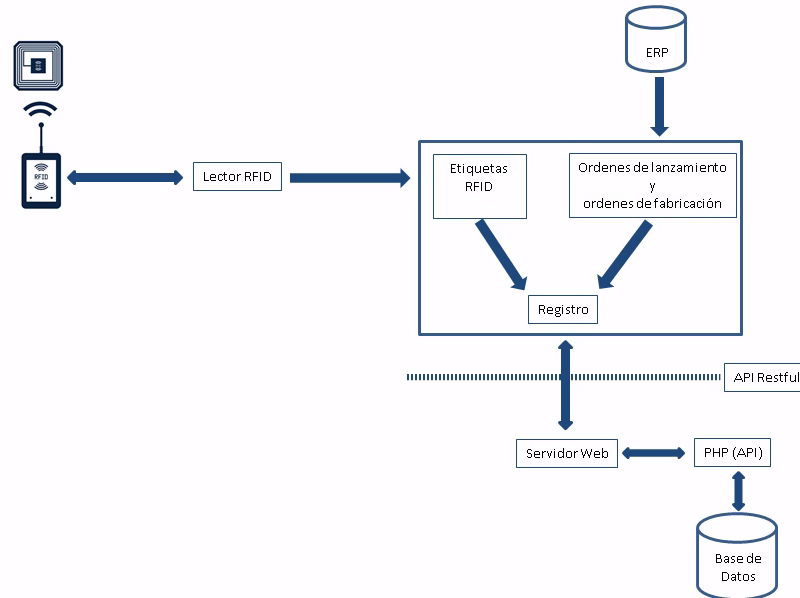 ERP
RFID
Lector RFID
Etiquetas
RFID
Ordenes de lanzamiento
y
ordenes de fabricación
Registro
API Restful
Servidor Web
PHP (API)
Base de
Datos